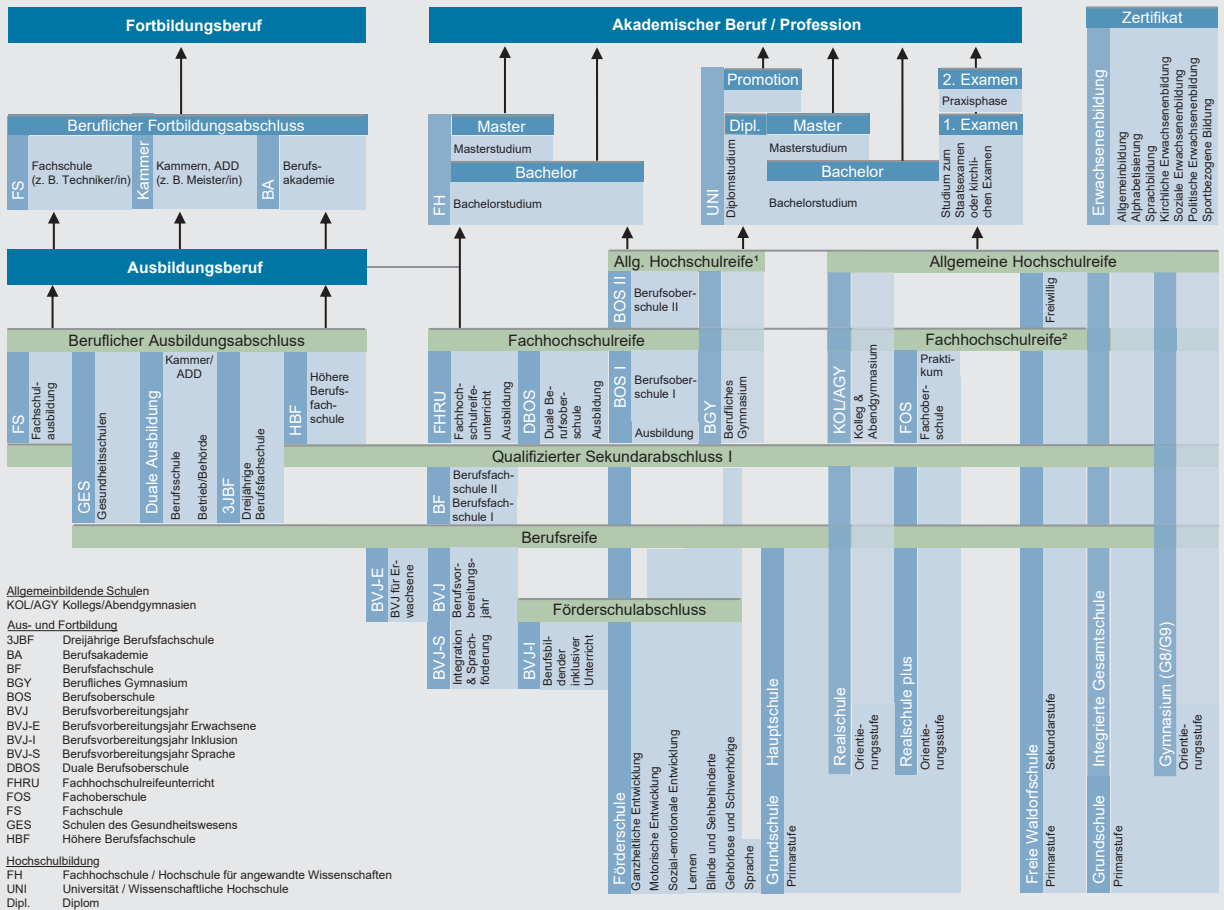 Fortbildungsberuf
Akademischer Beruf / Profession
Zertifikat
Erwachsenenbildung
Allgemeinbildung
Alphabetisierung
Sprachbildung
Kirchliche Erwachsenenbildung
Soziale Erwachsenenbildung
Politische Erwachsenenbildung
Sportbezogene Bildung
Beruflicher Fortbildungsabschluss
FS
Fachschule
(z. B. Techniker/in)
Kammer
Kammern, ADD
(z. B. Meister/in)
BA
Berufs-
akademie
FH
Master
Masterstudium
Bachelor
Bachelorstudium
UNI
Promotion
Dipl.
Diplomstudium
Master
Masterstudium
Bachelor
Bachelorstudium
2. Examen
Praxisphase
1. Examen
Studium zum
Staatsexamen
oder kirchli-
chen Examen
Ausbildungsberuf
Allg. Hochschulreife¹
Allgemeine Hochschulreife
BOS II
Berufsober-
schule II
Freiwillig
Beruflicher Ausbildungsabschluss
Fachhochschulreife
Fachhochschulreife²
FS
Fachschul-
ausbildung
GES
Gesundheitsschulen
Duale Ausbildung
Kammer/
ADD
Berufsschule
Betrieb/Behörde
3JBF
Dreijährige
Berufsfachschule
HBF
Höhere
Berufs-
fach-
schule
FHRU
Fachhoch-
schulreife-
unterricht
Ausbildung
DBOS
Duale Be-
rufsober-
schule
Ausbildung
BOS I
Berufsober-
schule I
Ausbildung
BGY
Berufliches
Gymnasium
KOL/AGY
Kolleg &
Abendgymnasium
FOS
Prakti-
kum
Fachober-
schule
Qualifizierter Sekundarabschluss I
BF
Berufsfach-
schule II
Berufsfach-
schule I
Berufsreife
BVJ-E
BVJ für Er-
wachsene
BVJ
Berufsvor-
bereitungs-
jahr
BVJ-S
Integration
& Sprach-
förderung
Förderschulabschluss
BVJ-I
Berufsbil-
dender
inklusiver
Unterricht
Förderschule
Ganzheitliche Entwicklung
Motorische Entwicklung
Sozial-emotionale Entwicklung
Lernen
Blinde und Sehbehinderte
Gehörlose und Schwerhörige
Sprache
Grundschule
Hauptschule
Primarstufe
Realschule
Orientie-
rungsstufe
Realschule plus
Orientie-
rungsstufe
Freie Waldorfschule
Primarstufe
Sekundarstufe
Grundschule
Integrierte Gesamtschule
Primarstufe
Gymnasium (G8/G9)
Orientie-
rungsstufe
Allgemeinbildende Schulen
KOL/AGY Kollegs/Abendgymnasien
Aus- und Fortbildung
3JBF Dreijährige Berufsfachschule
BA Berufsakademie
BF Berufsfachschule
BGY Berufliches Gymnasium
BOS Berufsoberschule
BVJ Berufsvorbereitungsjahr
BVJ-E Berufsvorbereitungsjahr Erwachsene
BVJ-I Berufsvorbereitungsjahr Inklusion
BVJ-S Berufsvorbereitungsjahr Sprache
DBOS Duale Berufsoberschule
FHRU Fachhochschulreifeunterricht
FOS Fachoberschule
FS Fachschule
GES Schulen des Gesundheitswesens
HBF Höhere Berufsfachschule
Hochschulbildung
FH Fachhochschule / Hochschule für angewandte Wissenschaften
UNI Universität / Wissenschaftliche Hochschule
Dipl. Diplom